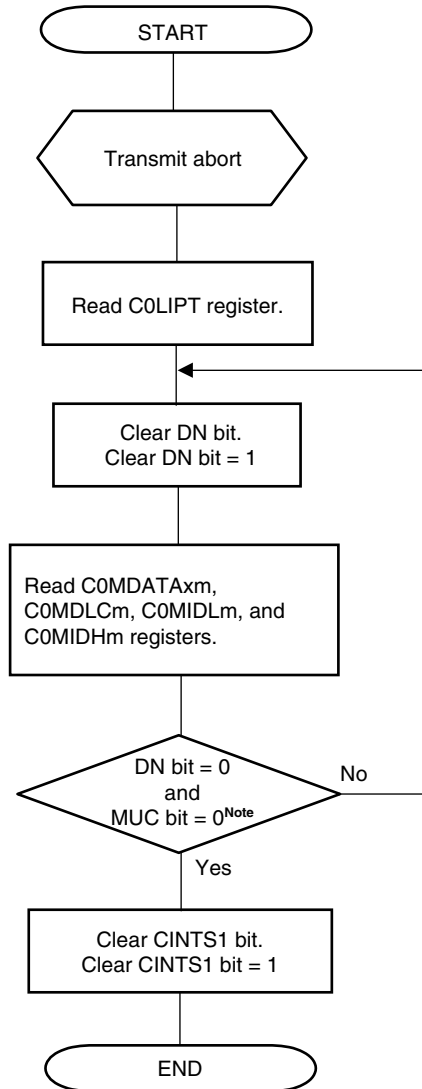 START
Transmit abort
Read C0LIPT register.
Clear DN bit.
Clear DN bit = 1
Read C0MDATAxm,
C0MDLCm, C0MIDLm, and
C0MIDHm registers.
DN bit = 0
and
MUC bit = 0Note
No
Yes
Clear CINTS1 bit.
Clear CINTS1 bit = 1
END